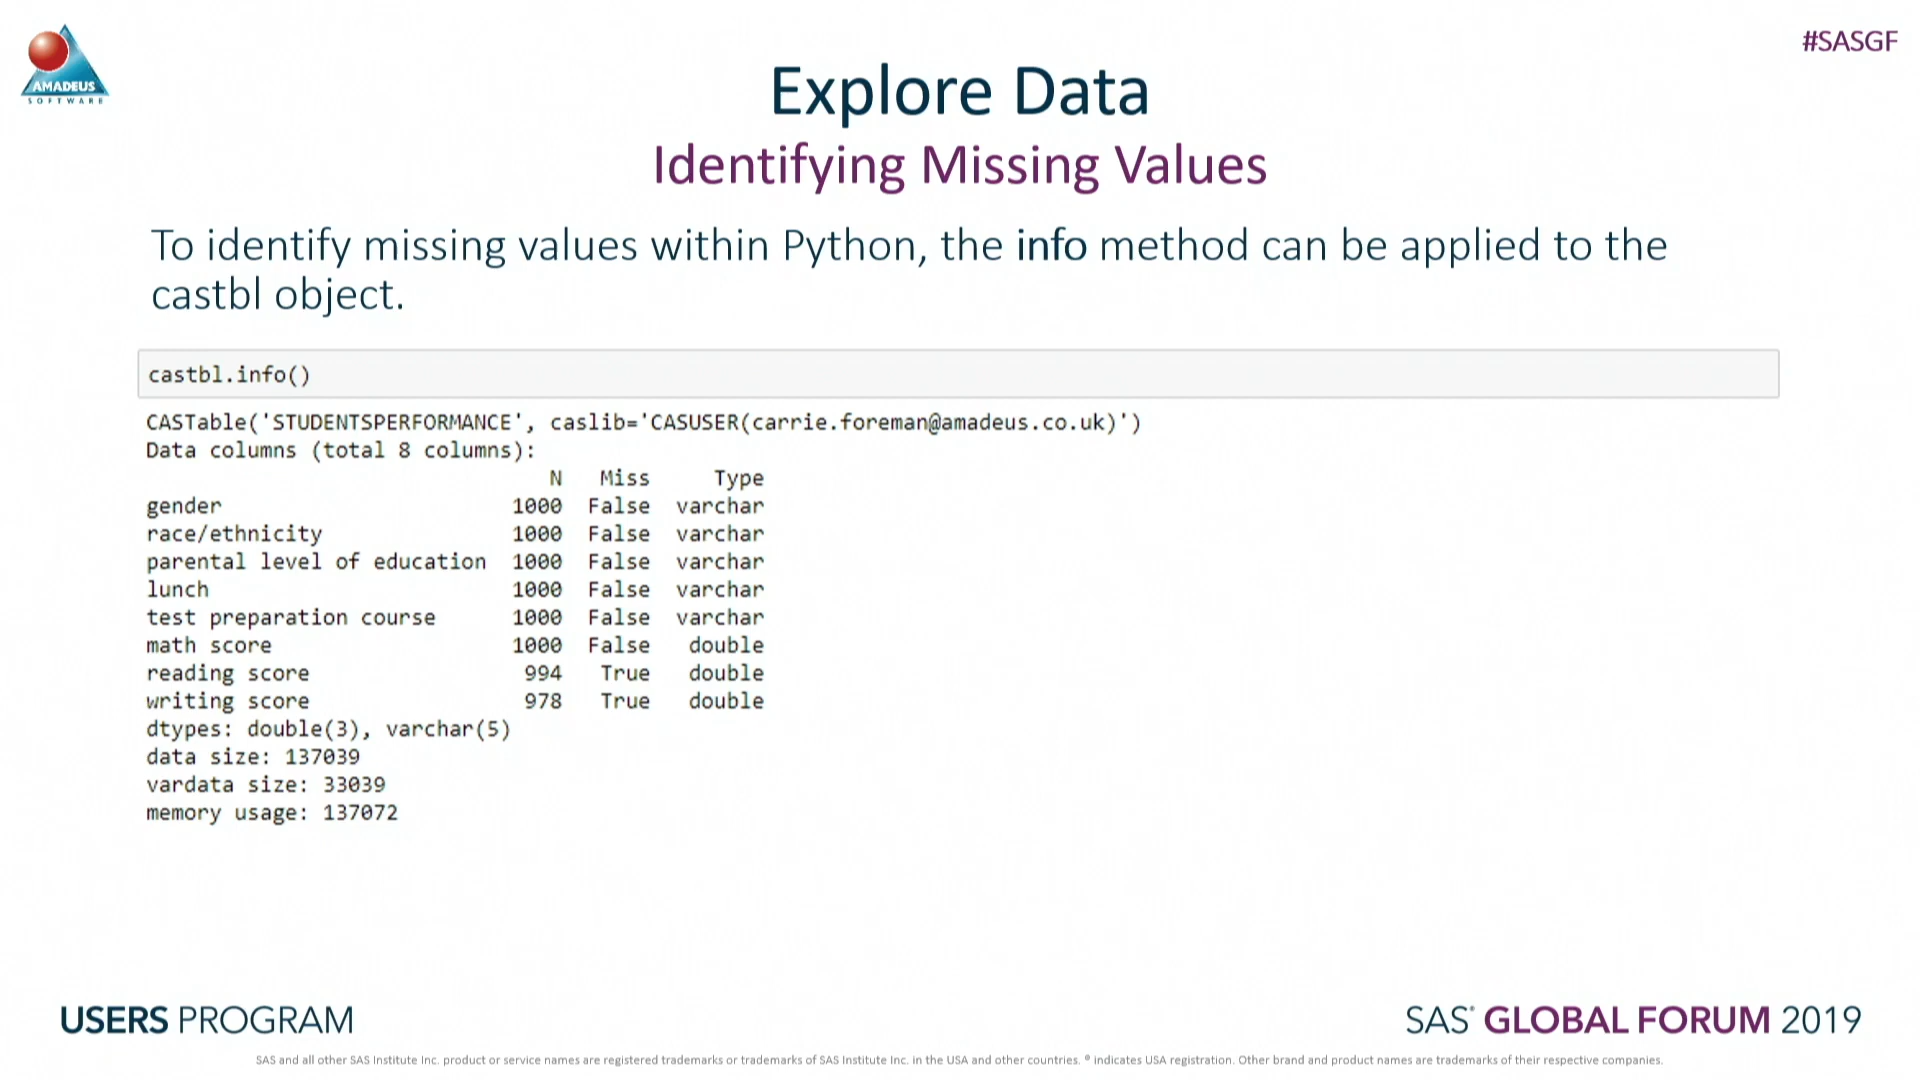 AMADEUS
SOFTWARE
#SASGF
Explore Data
Identifying Missing Values
To identify missing values within Python, the info method can be applied to the
castbl object.
castbl.info()
CASTable('STUDENTSPERFORMANCE', caslib='CASUSER(carrie.foreman@amadeus.co.uk)')
Data columns (total 8 columns):
N Miss Type
gender 1000 False varchar
race/ethnicity 1000 False varchar
parental level of education 1000 False varchar
lunch 1000 False varchar
test preparation course 1000 False varchar
math score 1000 False double
reading score 994 True double
writing score 978 True double
dtypes: double(3), varchar(5)
data size: 137039
vardata size: 33039
memory usage: 137072
USERS PROGRAM
SAS® GLOBAL FORUM 2019
SAS and all other SAS Institute Inc. product or service names are registered trademarks or trademarks of SAS Institute Inc. in the USA and other countries. ® indicates USA registration. Other brand and product names are trademarks of their respective companies.